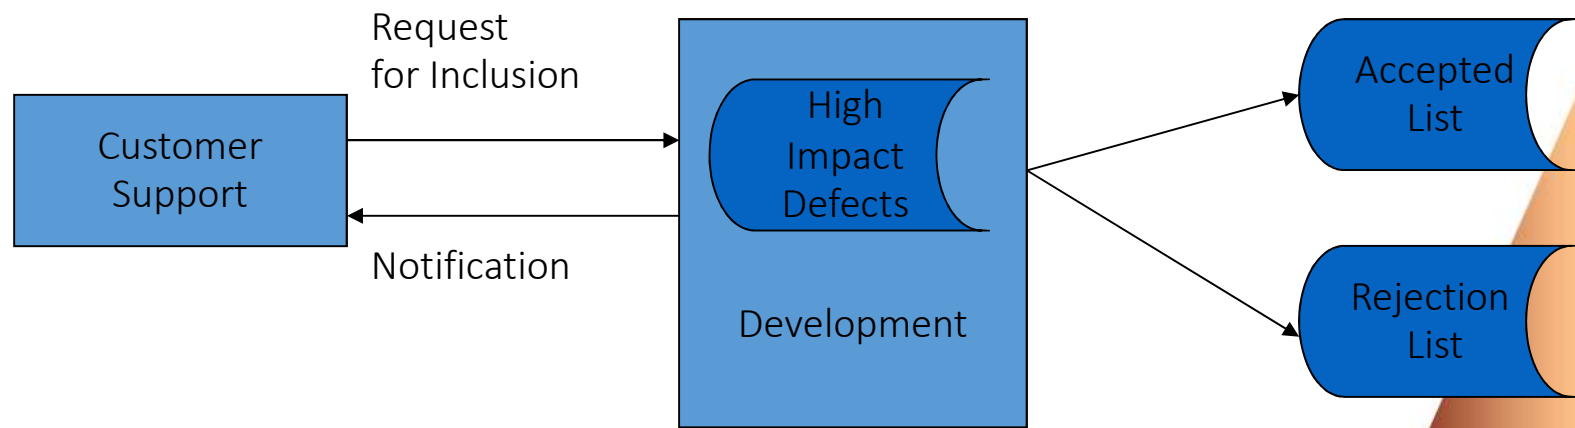 Request
for Inclusion
Customer
Support
Notification
High
Impact
Defects
Development
Accepted
List
Rejection
List